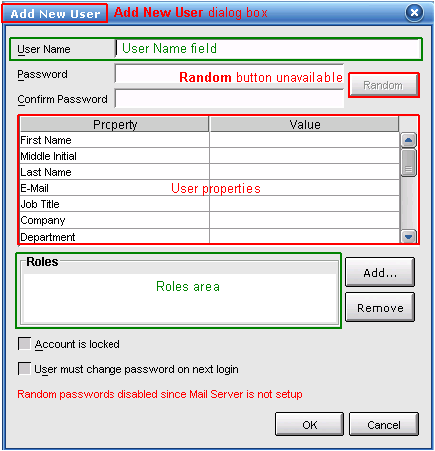 Add New User Add New User dialog box
User Name User Name field
Password
Random button unavailable
Random
Confirm Password
Property Value
First Name
Middle Initial
Last Name
E-Mail
User properties
Job Title
Company
Department
Roles
Add...
Roles area
Remove
Account is locked
User must change password on next login
Random passwords disabled since Mail Server is not setup
OK Cancel